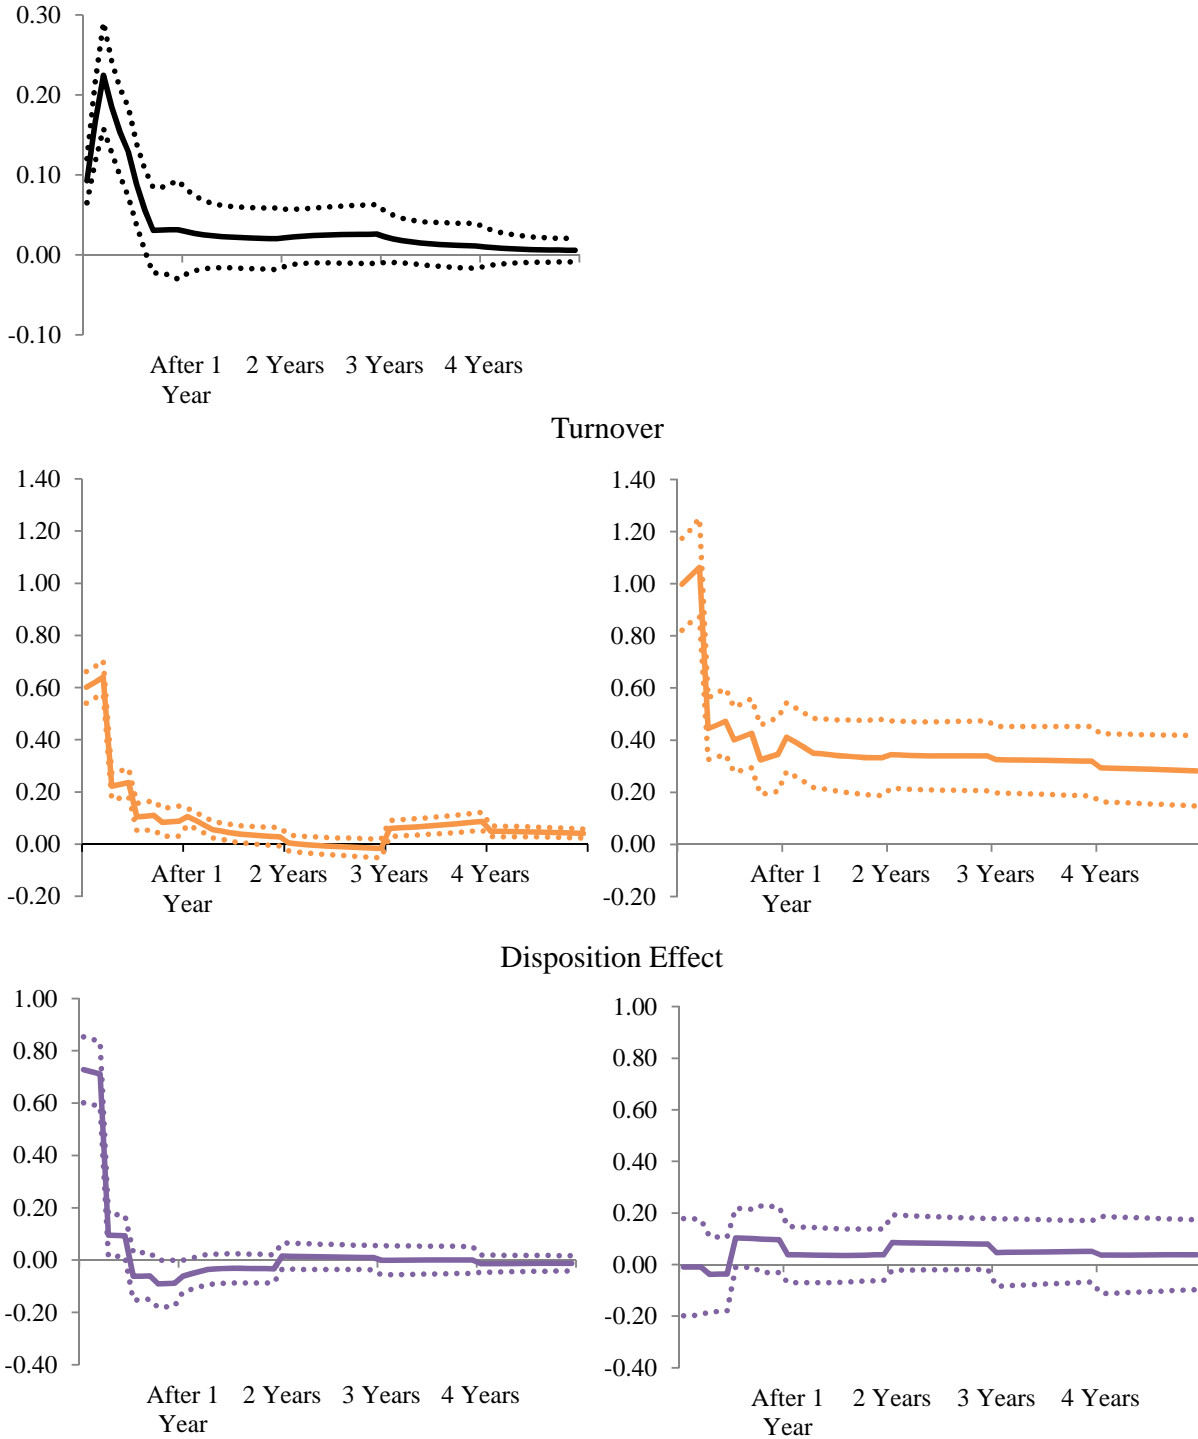 0.30
0.20
0.10
0.00
-0.10
After 1 Year
2 Years
3 Years
4 Years
Turnover
1.40
1.20
1.00
0.80
0.60
0.40
0.20
0.00
-0.20
After 1 Year
2 Years
3 Years
4 Years
1.40
1.20
1.00
0.80
0.60
0.40
0.20
0.00
-0.20
After 1 Year
2 Years
3 Years
4 Years
Disposition Effect
1.00
0.80
0.60
0.40
0.20
0.00
-0.20
-0.40
After 1 Year
2 Years
3 Years
4 Years
1.00
0.80
0.60
0.40
0.20
0.00
-0.20
-0.40
After 1 Year
2 Years
3 Years
4 Years